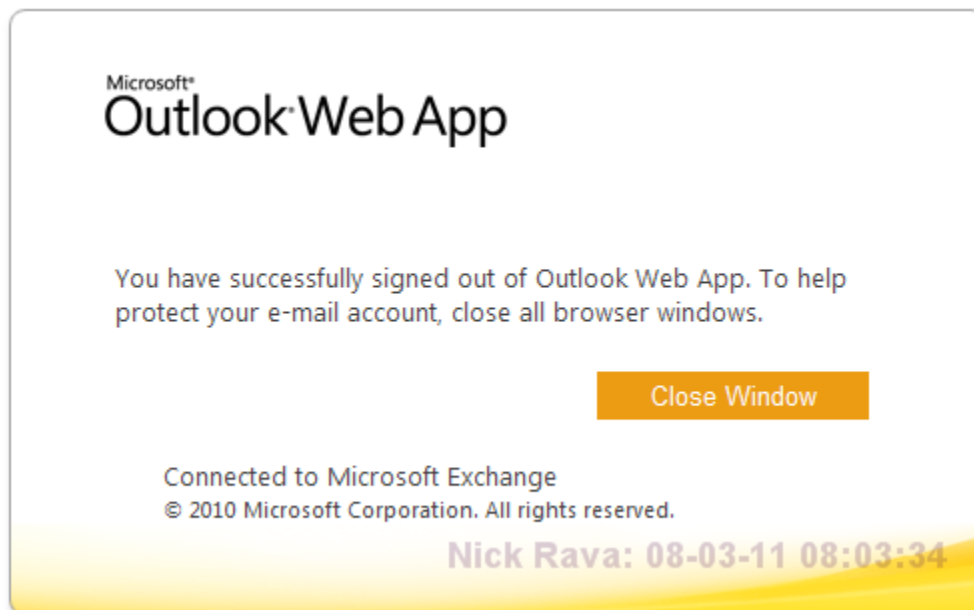 Microsoft®
Outlook® Web App
You have successfully signed out of Outlook Web App. To help
protect your e-mail account, close all browser windows.
Close Window
Connected to Microsoft Exchange
© 2010 Microsoft Corporation. All rights reserved.
Nick Rava: 08-03-11 08:03:34